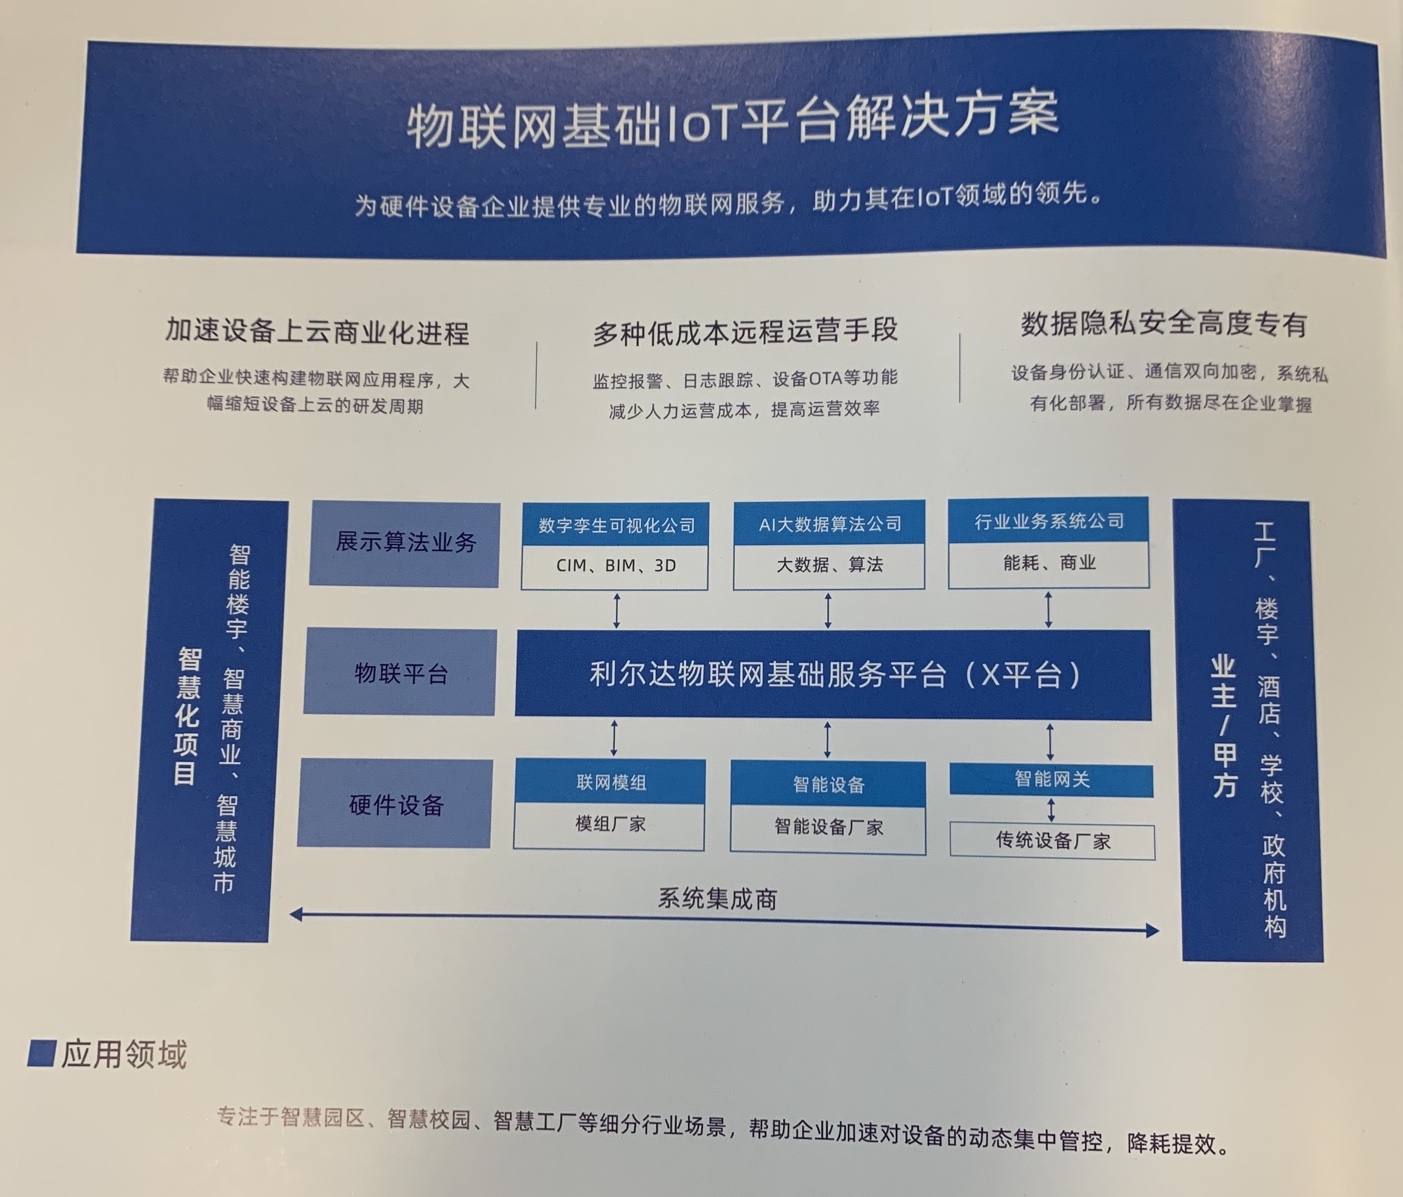 物联网基础IoT平台解决方案
为硬件设备企业提供专业的物联网服务，助力其在IoT领域的领先。
加速设备上云商业化进程
帮助企业快速构建物联网应用程序，大
幅缩短设备上云的研发周期
多种低成本远程运营手段
监控报警、日志跟踪、设备OTA等功能
减少人力运营成本，提高运营效率
数据隐私安全高度专有
设备身份认证、通信双向加密，系统私
有化部署，所有数据尽在企业掌握
智慧化项目
智能楼宇、智慧商业、智慧城市
展示算法业务
数字孪生可视化公司
CIM、BIM、3D
AI大数据算法公司
大数据、算法
行业业务系统公司
能耗、商业
物联平台
利尔达物联网基础服务平台（X平台）
硬件设备
联网模组
模组厂家
智能设备
智能设备厂家
智能网关
传统设备厂家
系统集成商
业主/甲方
工厂、楼宇、酒店、学校、政府机构
应用领域
专注于智慧园区、智慧校园、智慧工厂等细分行业场景，帮助企业加速对设备的动态集中管控，降耗提效。